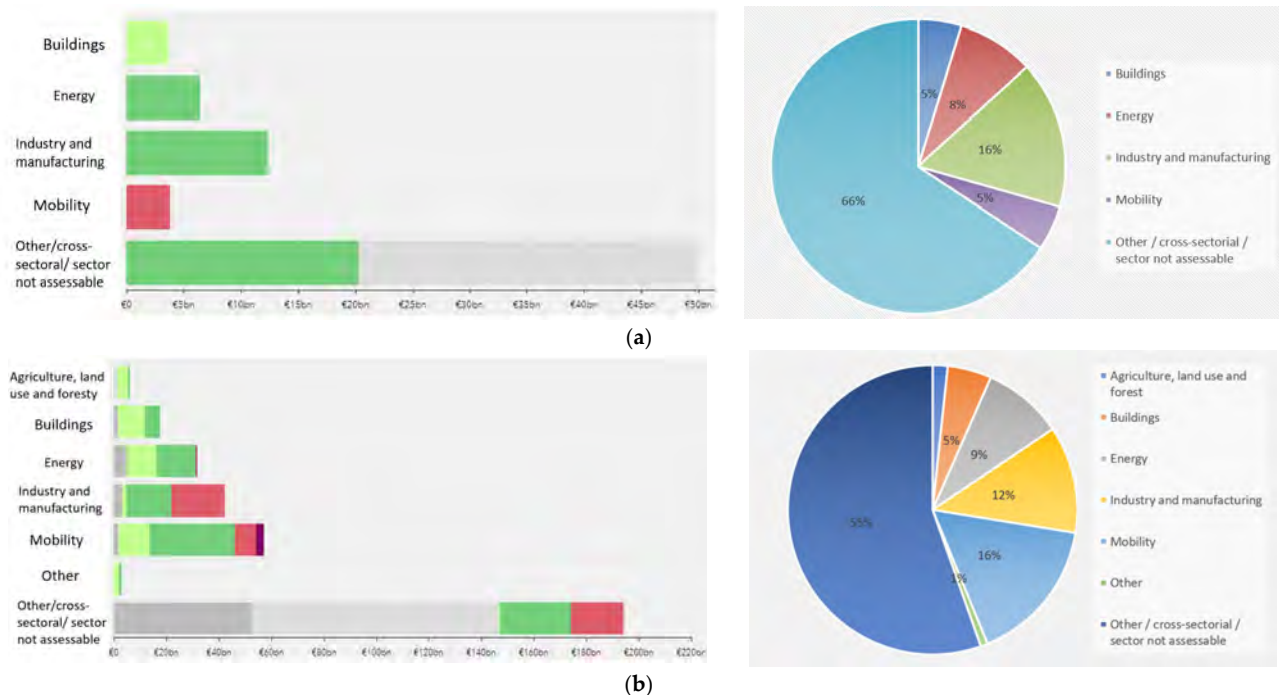 Buildings
Energy
Industry and
manufacturing
Mobility
Other/cross-
sectoral/ sector
not assessable
€0
€5bn
€10bn
€15bn
€20bn
€25bn
€30bn
€35bn
€40bn
€45bn
€50bn
5%
8%
16%
5%
66%
Buildings
Energy
Industry and manufacturing
Mobility
Other / cross-sectorial /
sector not assessable
(a)
Agriculture, land
use and foresty
Buildings
Energy
Industry and
manufacturing
Mobility
Other
Other/cross-
sectoral/ sector
not assessable
€0
€20bn
€40bn
€60bn
€80bn
€100bn
€120bn
€140bn
€160bn
€180bn
€200bn
€220bn
5%
9%
12%
16%
1%
55%
Agriculture, land use and
forest
Buildings
Energy
Industry and manufacturing
Mobility
Other
Other / cross-sectorial /
sector not assessable
(b)